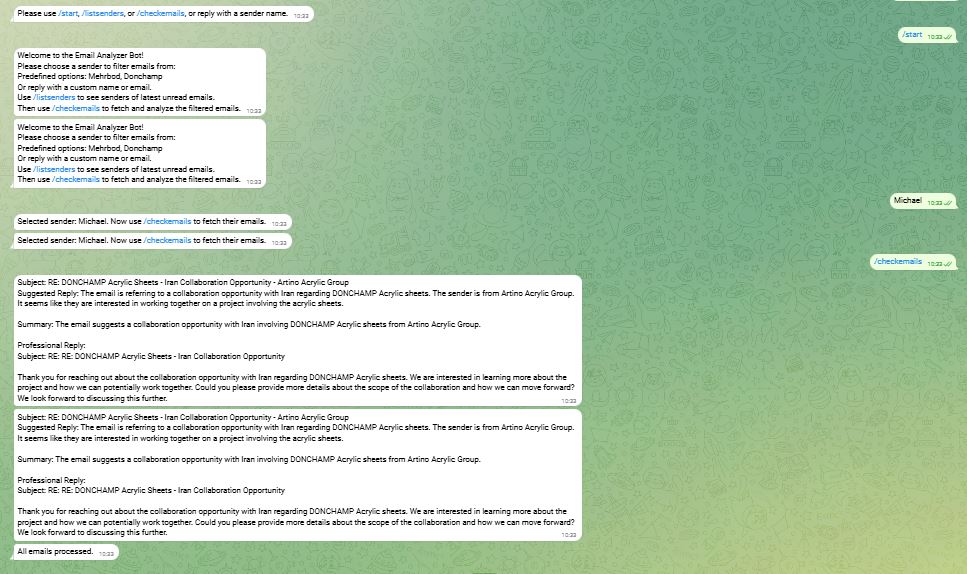 Please use /start, /listsenders, or /checkemails, or reply with a sender name. 10:33
/start 10:33
Welcome to the Email Analyzer Bot!
Please choose a sender to filter emails from:
Predefined options: Mehrbod, Donchamp
Or reply with a custom name or email.
Use /listsenders to see senders of latest unread emails.
Then use /checkemails to fetch and analyze the filtered emails. 10:33
Welcome to the Email Analyzer Bot!
Please choose a sender to filter emails from:
Predefined options: Mehrbod, Donchamp
Or reply with a custom name or email.
Use /listsenders to see senders of latest unread emails.
Then use /checkemails to fetch and analyze the filtered emails. 10:33
Michael 10:33
Selected sender: Michael. Now use /checkemails to fetch their emails. 10:33
Selected sender: Michael. Now use /checkemails to fetch their emails. 10:33
/checkemails 10:33
Subject: RE: DONCHAMP Acrylic Sheets - Iran Collaboration Opportunity - Artino Acrylic Group
Suggested Reply: The email is referring to a collaboration opportunity with Iran regarding DONCHAMP Acrylic sheets. The sender is from Artino Acrylic Group.
It seems like they are interested in working together on a project involving the acrylic sheets.
Summary: The email suggests a collaboration opportunity with Iran involving DONCHAMP Acrylic sheets from Artino Acrylic Group.
Professional Reply:
Subject: RE: RE: DONCHAMP Acrylic Sheets - Iran Collaboration Opportunity
Thank you for reaching out about the collaboration opportunity with Iran regarding DONCHAMP Acrylic sheets. We are interested in learning more about the
project and how we can potentially work together. Could you please provide more details about the scope of the collaboration and how we can move forward?
We look forward to discussing this further. 10:33
Subject: RE: DONCHAMP Acrylic Sheets - Iran Collaboration Opportunity - Artino Acrylic Group
Suggested Reply: The email is referring to a collaboration opportunity with Iran regarding DONCHAMP Acrylic sheets. The sender is from Artino Acrylic Group.
It seems like they are interested in working together on a project involving the acrylic sheets.
Summary: The email suggests a collaboration opportunity with Iran involving DONCHAMP Acrylic sheets from Artino Acrylic Group.
Professional Reply:
Subject: RE: RE: DONCHAMP Acrylic Sheets - Iran Collaboration Opportunity
Thank you for reaching out about the collaboration opportunity with Iran regarding DONCHAMP Acrylic sheets. We are interested in learning more about the
project and how we can potentially work together. Could you please provide more details about the scope of the collaboration and how we can move forward?
We look forward to discussing this further. 10:33
All emails processed. 10:33